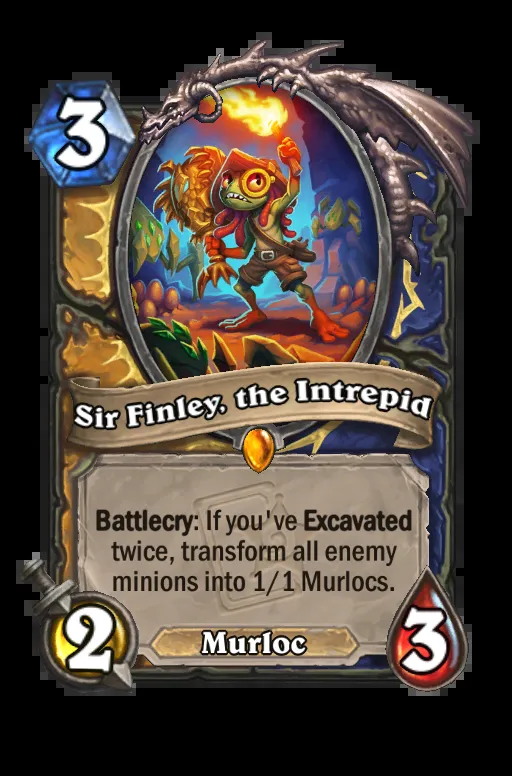 3
Sir Finley, the Intrepid
Battlecry: If you've Excavated
twice, transform all enemy
minions into 1/1 Murlocs.
2
Murloc
3